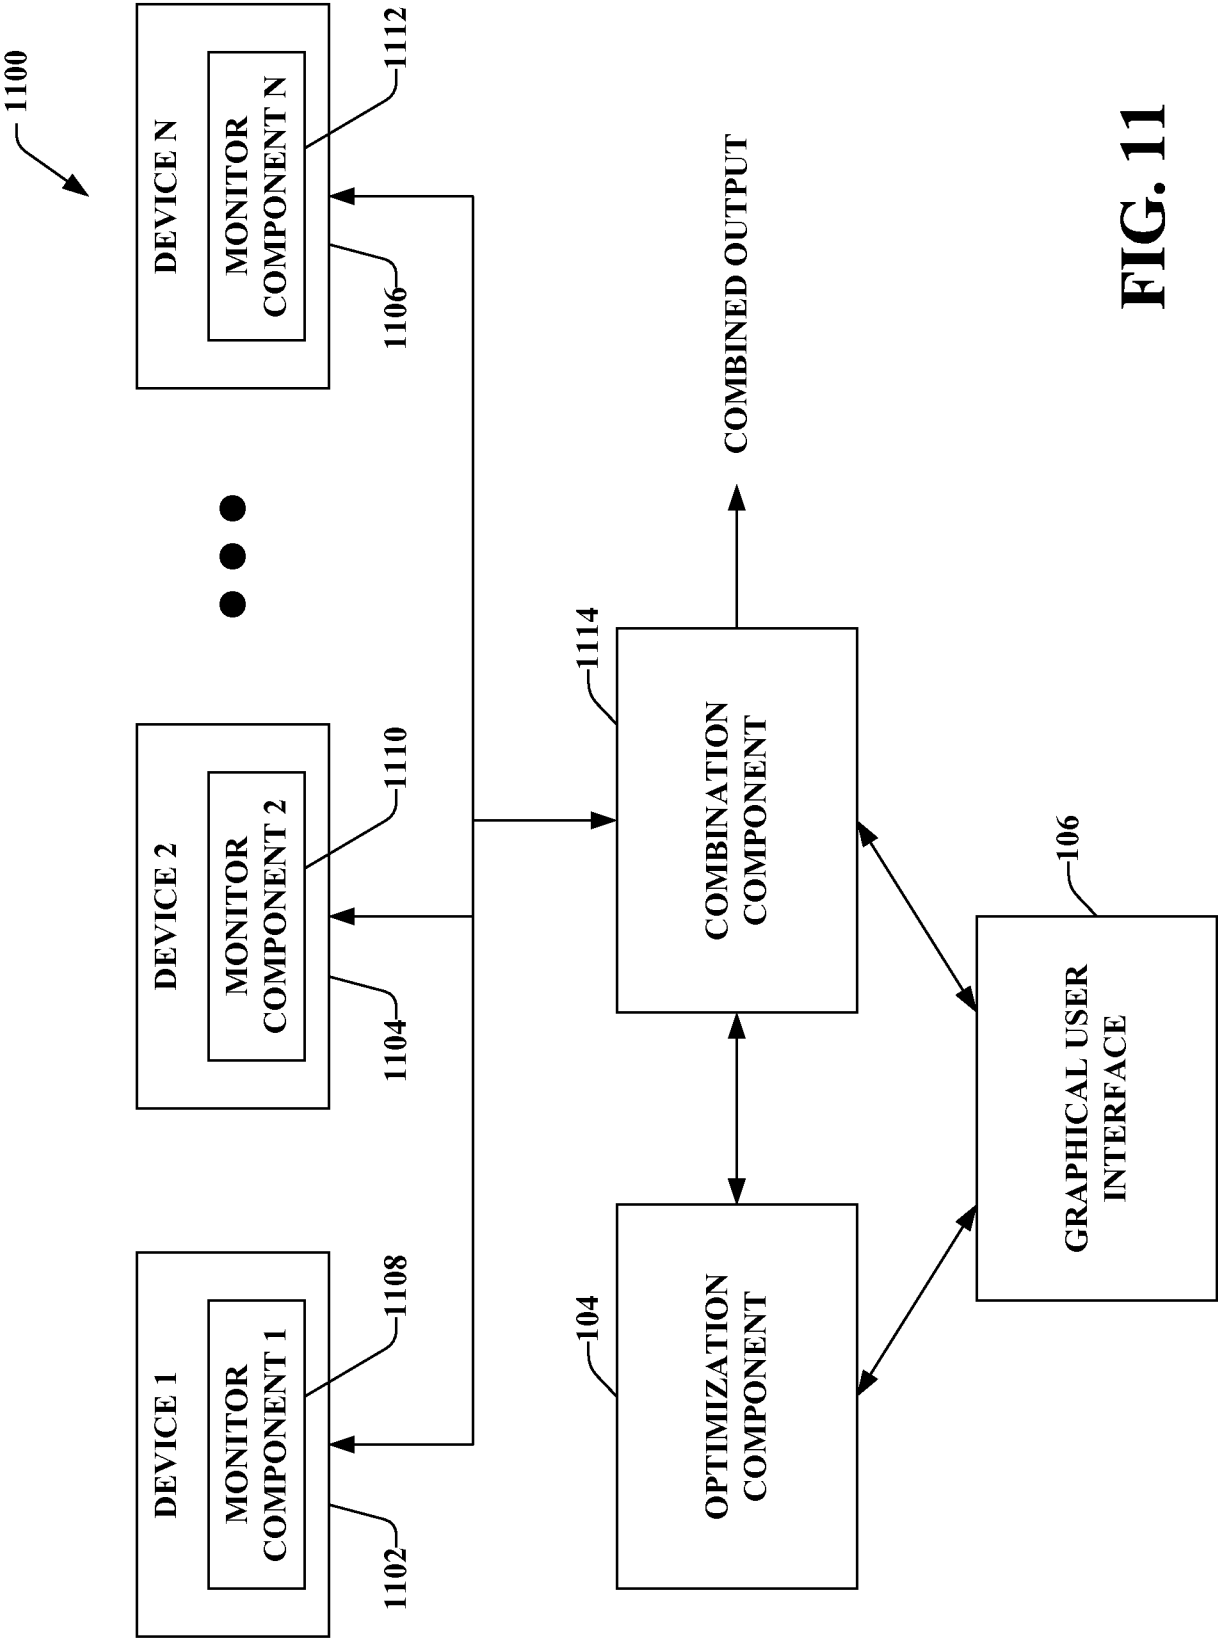 1100
DEVICE 1
MONITOR
COMPONENT 1
1102
1108
DEVICE 2
MONITOR
COMPONENT 2
1104
1110
DEVICE N
MONITOR
COMPONENT N
1106
1112
104
OPTIMIZATION
COMPONENT
1114
COMBINATION
COMPONENT
COMBINED OUTPUT
106
GRAPHICAL USER
INTERFACE
FIG. 11